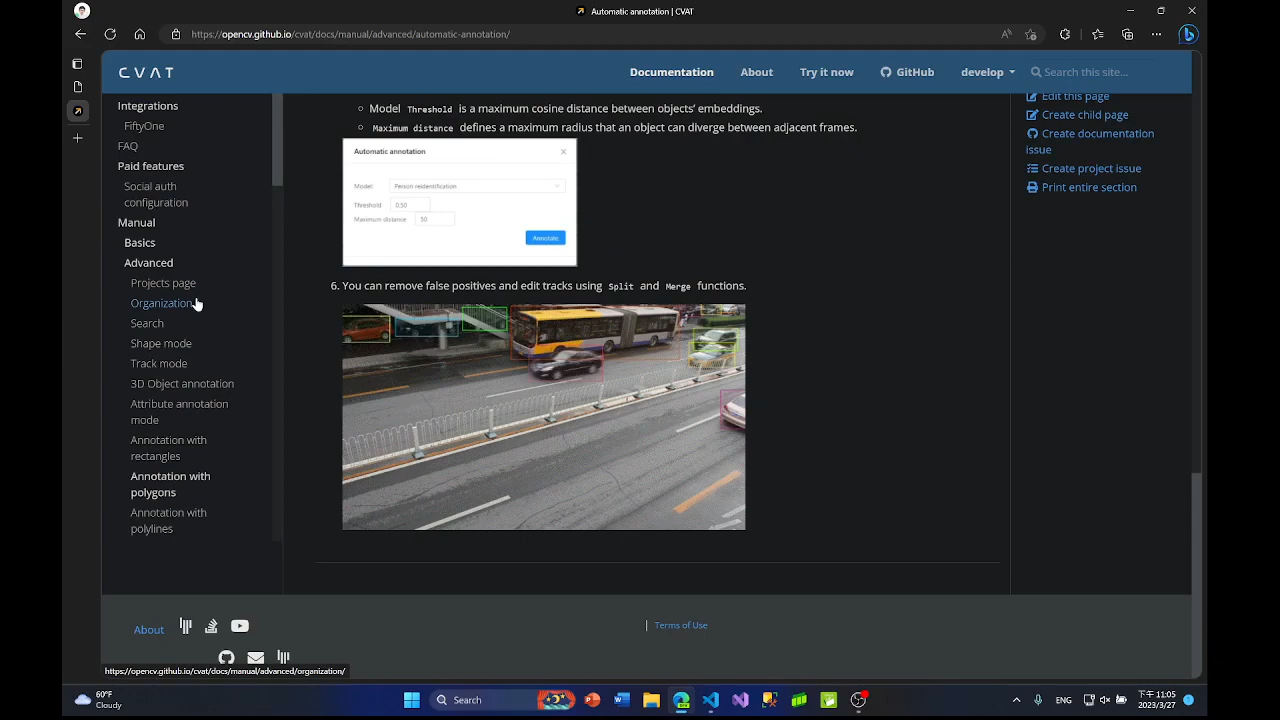 Automatic annotation | CVAT
https://opencv.github.io/cvat/docs/manual/advanced/automatic-annotation/
CVAT
Documentation
About
Try it now
GitHub
develop
Search this site...
Integrations
FiftyOne
FAQ
Paid features
Social auth
configuration
Manual
Basics
Advanced
Projects page
Organization
Search
Shape mode
Track mode
3D Object annotation
Attribute annotation
mode
Annotation with
rectangles
Annotation with
polygons
Annotation with
polylines
Model Threshold is a maximum cosine distance between objects' embeddings.
Maximum distance defines a maximum radius that an object can diverge between adjacent frames.
Automatic annotation
Model: Person reidentification
Threshold 0.50
Maximum distance 50
Annotate
6. You can remove false positives and edit tracks using Split and Merge functions.
Edit this page
Create child page
Create documentation
issue
Create project issue
Print entire section
About
Terms of Use
https://opencv.github.io/cvat/docs/manual/advanced/organization/
Cloudy
Search
ENG
下午 11:05
2023/3/27